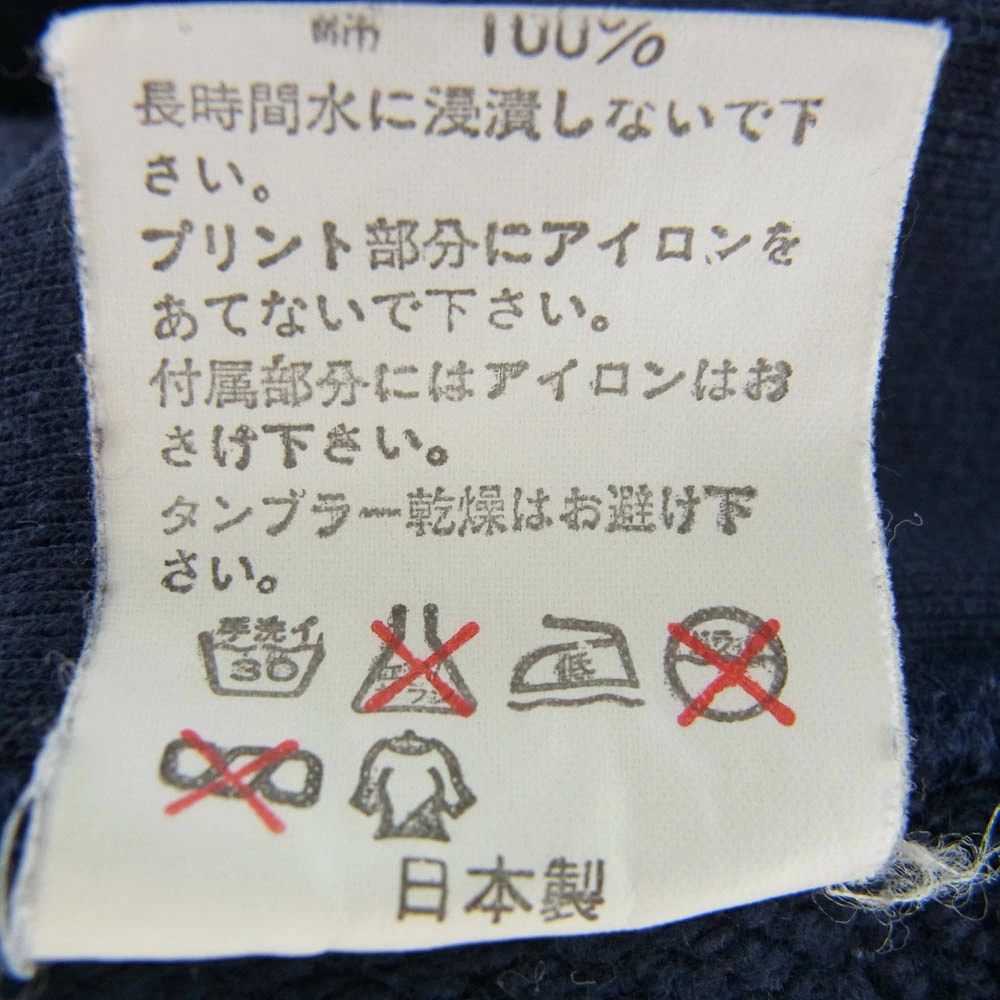 綿 100%
長時間水に浸漬しないで下
さい。
プリント部分にアイロンを
あてないで下さい。
付属部分にはアイロンはお
さけ下さい。
タンブラー乾燥はお避け下
さい。
手洗イ
30
低
日本製